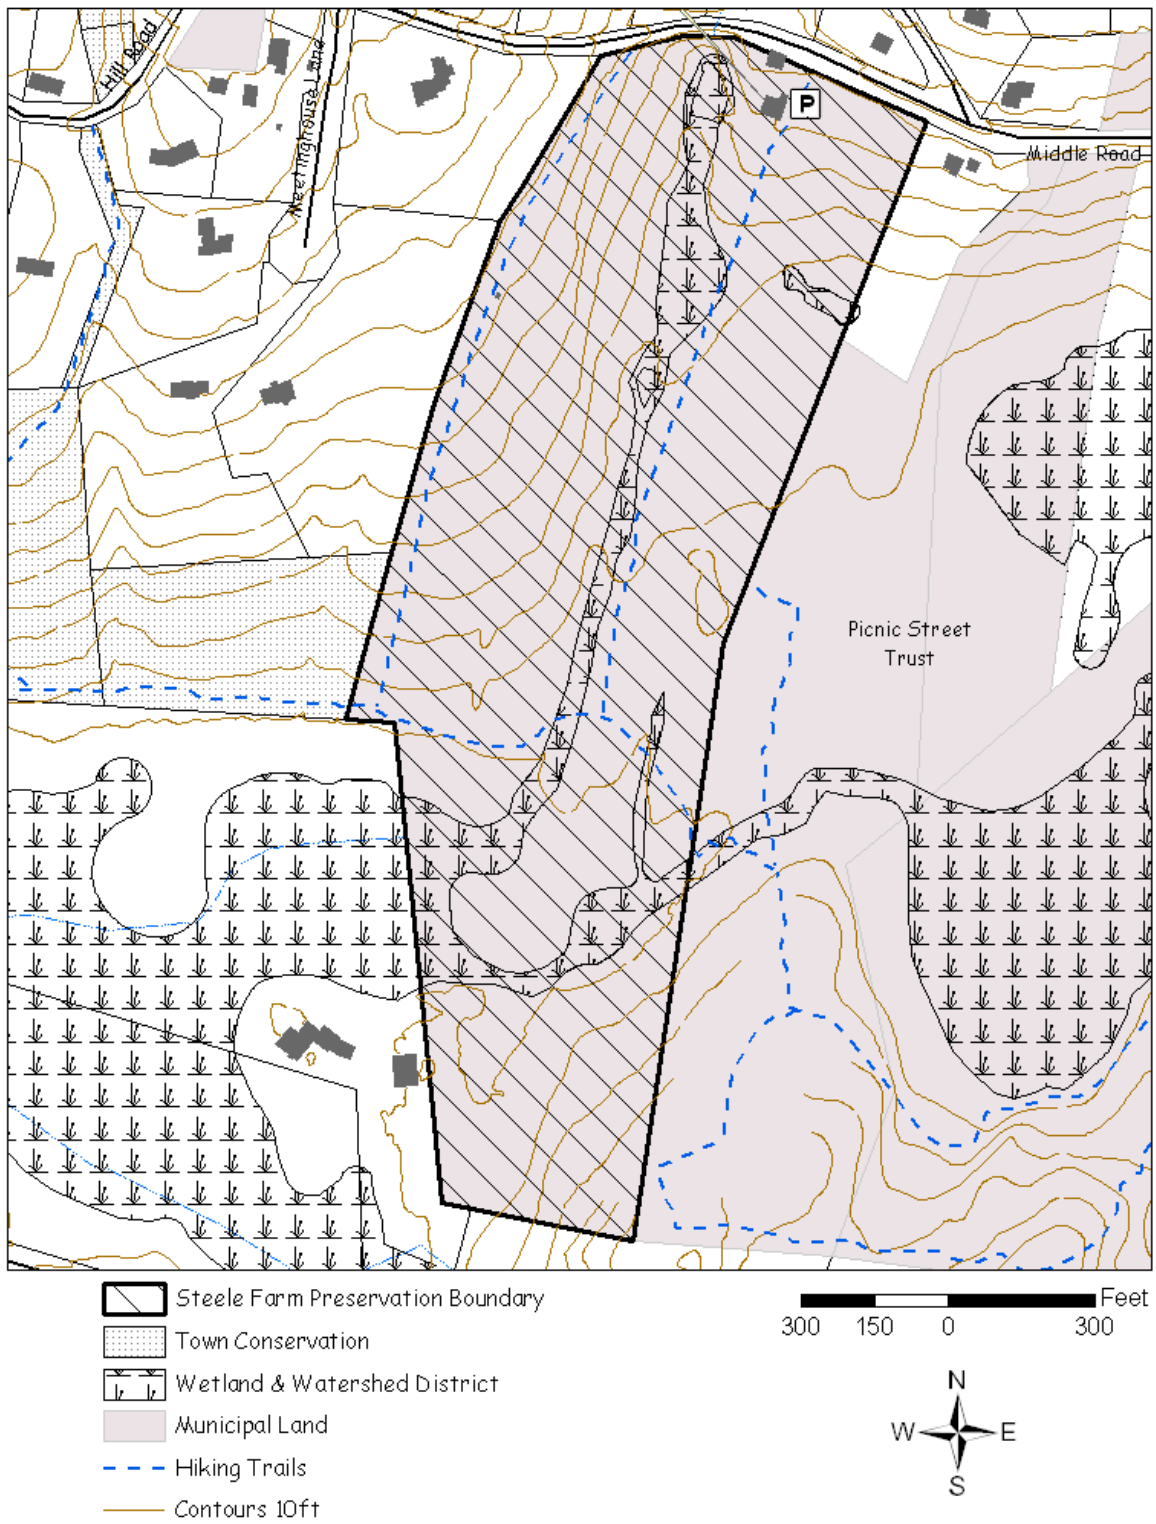 Hill Road
Meetinghouse Lane
P
Middle Road
Picnic Street
Trust
Steele Farm Preservation Boundary
Town Conservation
Wetland & Watershed District
Municipal Land
Hiking Trails
Contours 10ft
Feet
300 150 0 300
N
W E
S